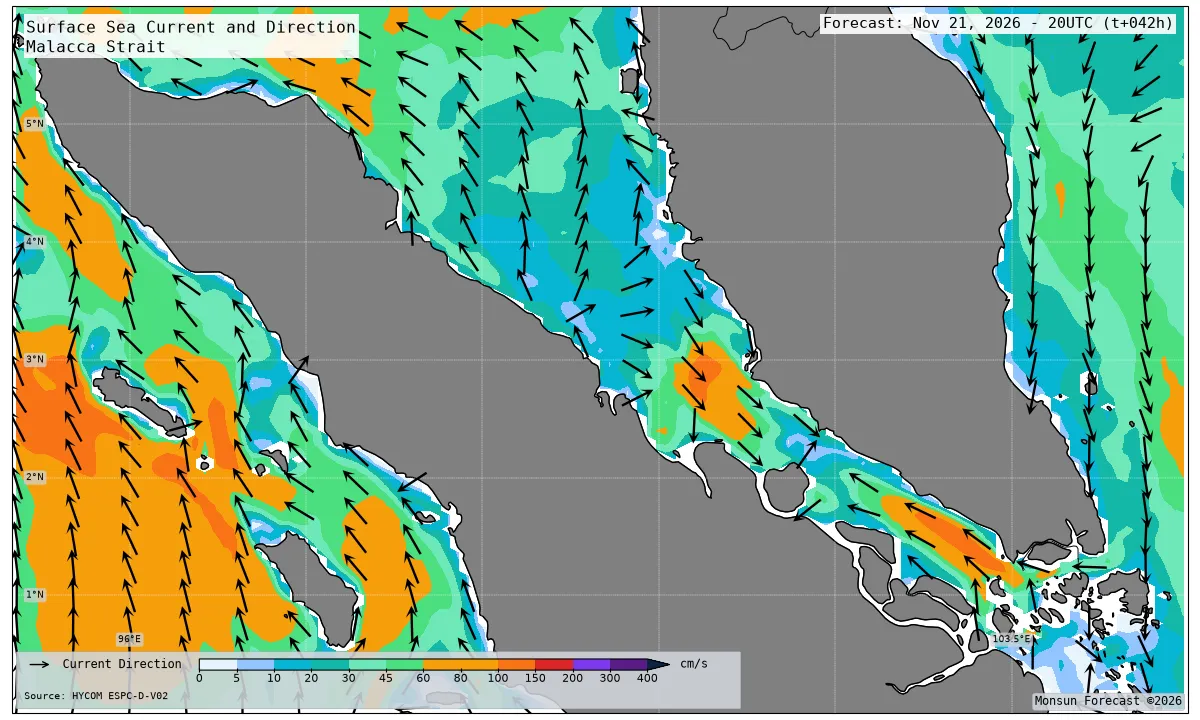 Surface Sea Current and Direction
Malacca Strait
Forecast: Nov 21, 2026 - 20UTC (t+042h)
5°N
4°N
3°N
2°N
1°N
96°E
103.5°E
Current Direction
0 5 10 20 30 45 60 80 100 150 200 300 400
cm/s
Source: HYCOM ESPC-D-V02
Monsun Forecast ©2026